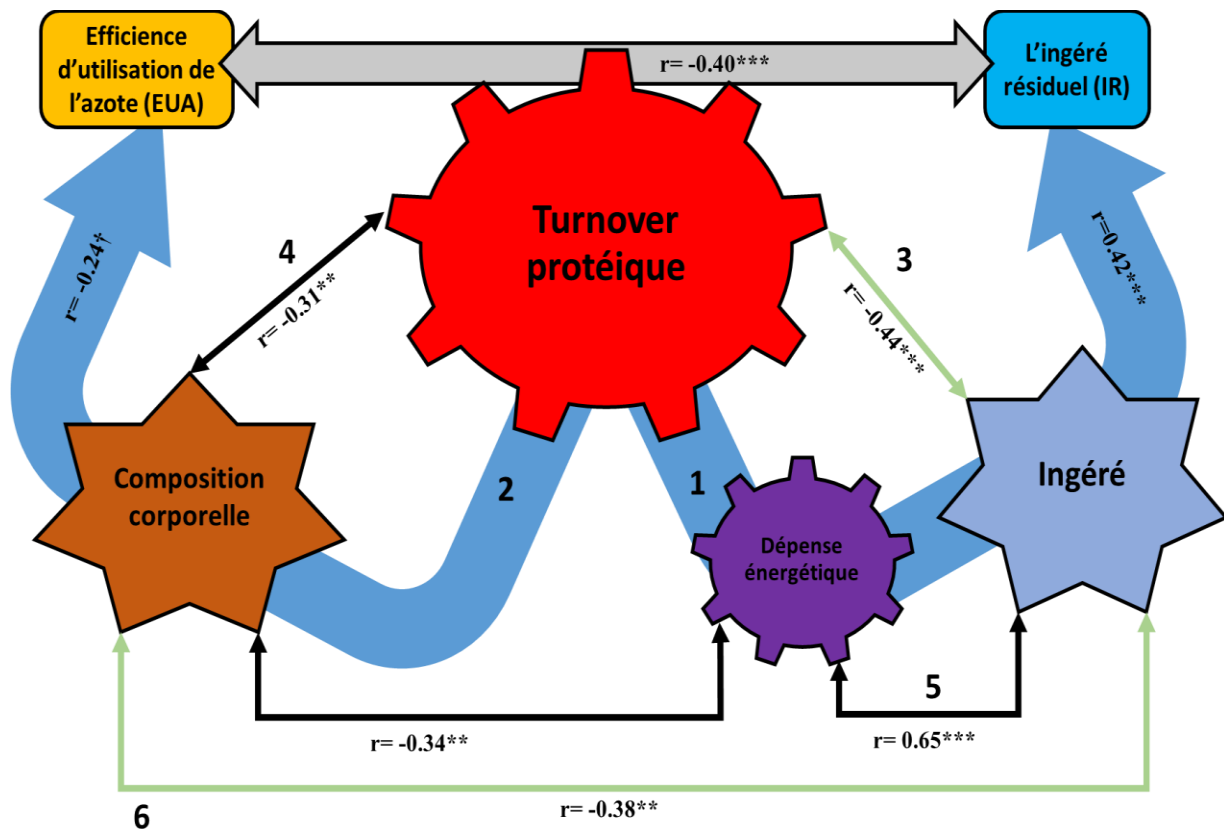 Efficience
d’utilisation de
l’azote (EUA)
r= -0.40***
L’ingéré
résiduel (IR)
Turnover
protéique
r= -0.24†
4
r= -0.31**
3
r= -0.44***
r=0.42***
Composition
corporelle
2
1
Dépense
énergétique
Ingéré
5
r= -0.34**
r= 0.65***
6
r= -0.38**